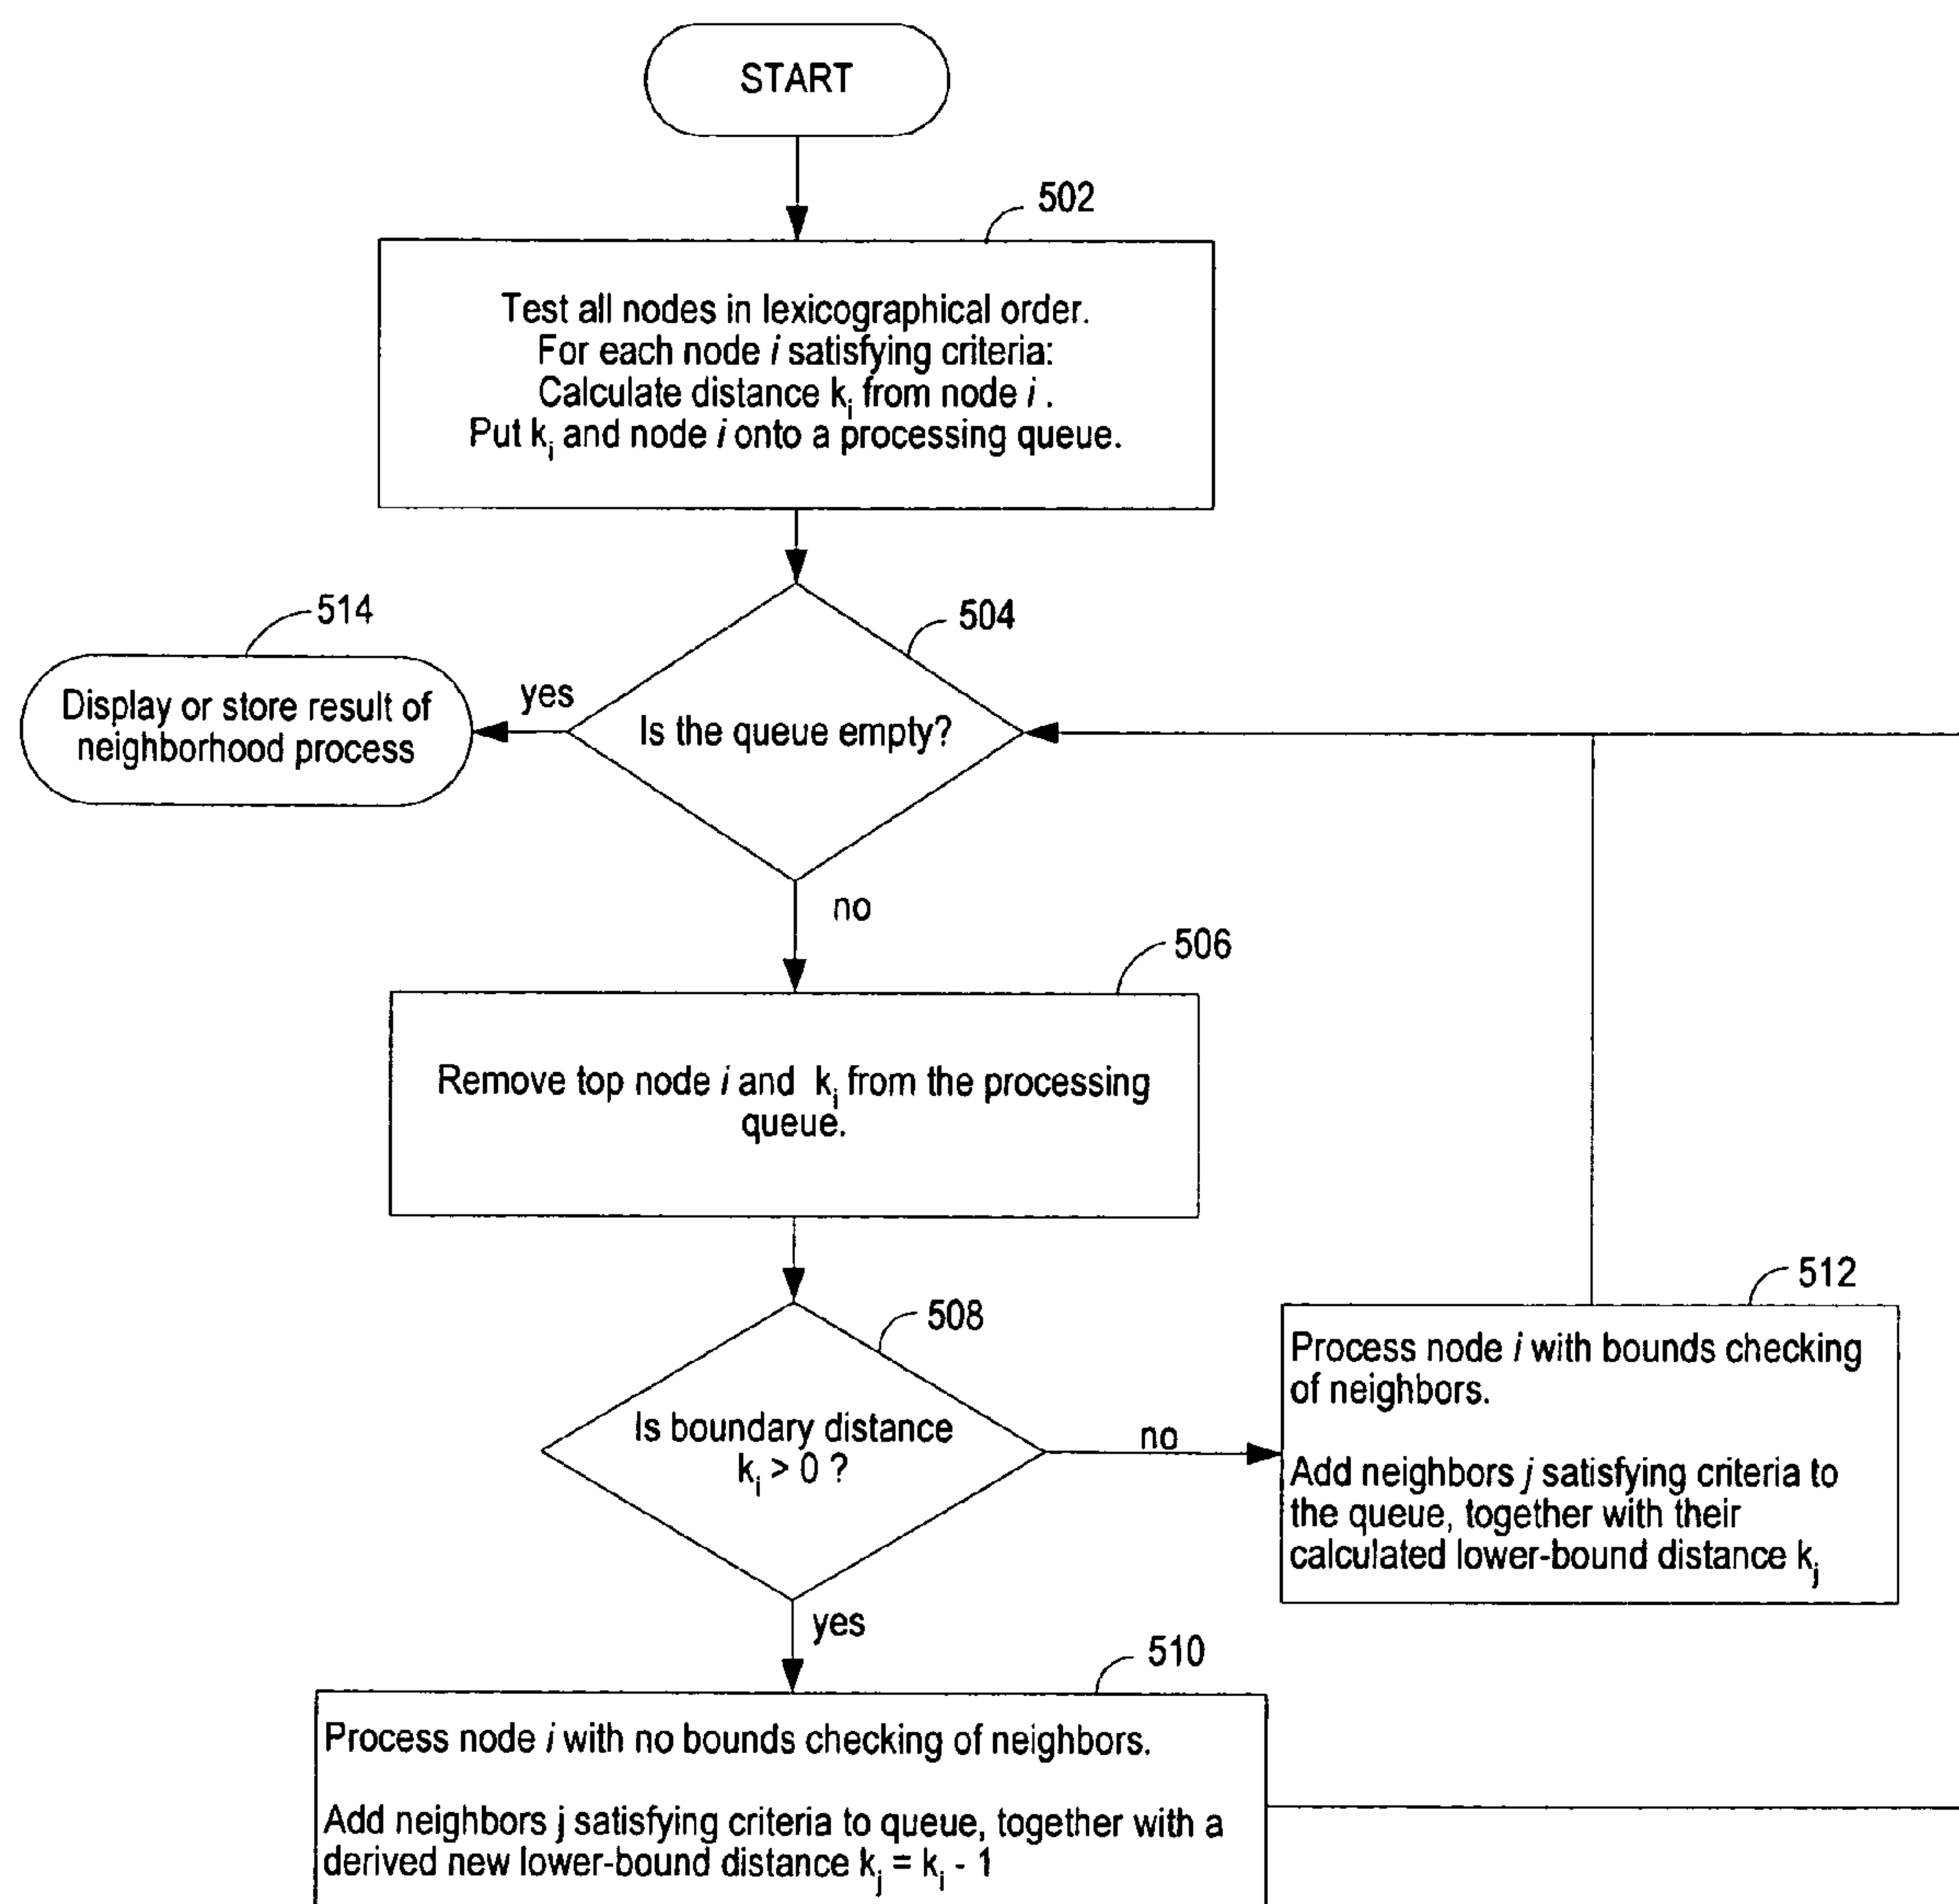 START
502
Test all nodes in lexicographical order.
For each node i satisfying criteria:
Calculate distance kᵢ from node i .
Put kᵢ and node i onto a processing queue.
514
504
Display or store result of
neighborhood process
yes
Is the queue empty?
no
506
Remove top node i and kᵢ from the processing
queue.
508
Is boundary distance
kᵢ > 0 ?
no
512
Process node i with bounds checking
of neighbors.
Add neighbors j satisfying criteria to
the queue, together with their
calculated lower-bound distance kⱼ
yes
510
Process node i with no bounds checking of neighbors.
Add neighbors j satisfying criteria to queue, together with a
derived new lower-bound distance kⱼ = kᵢ - 1